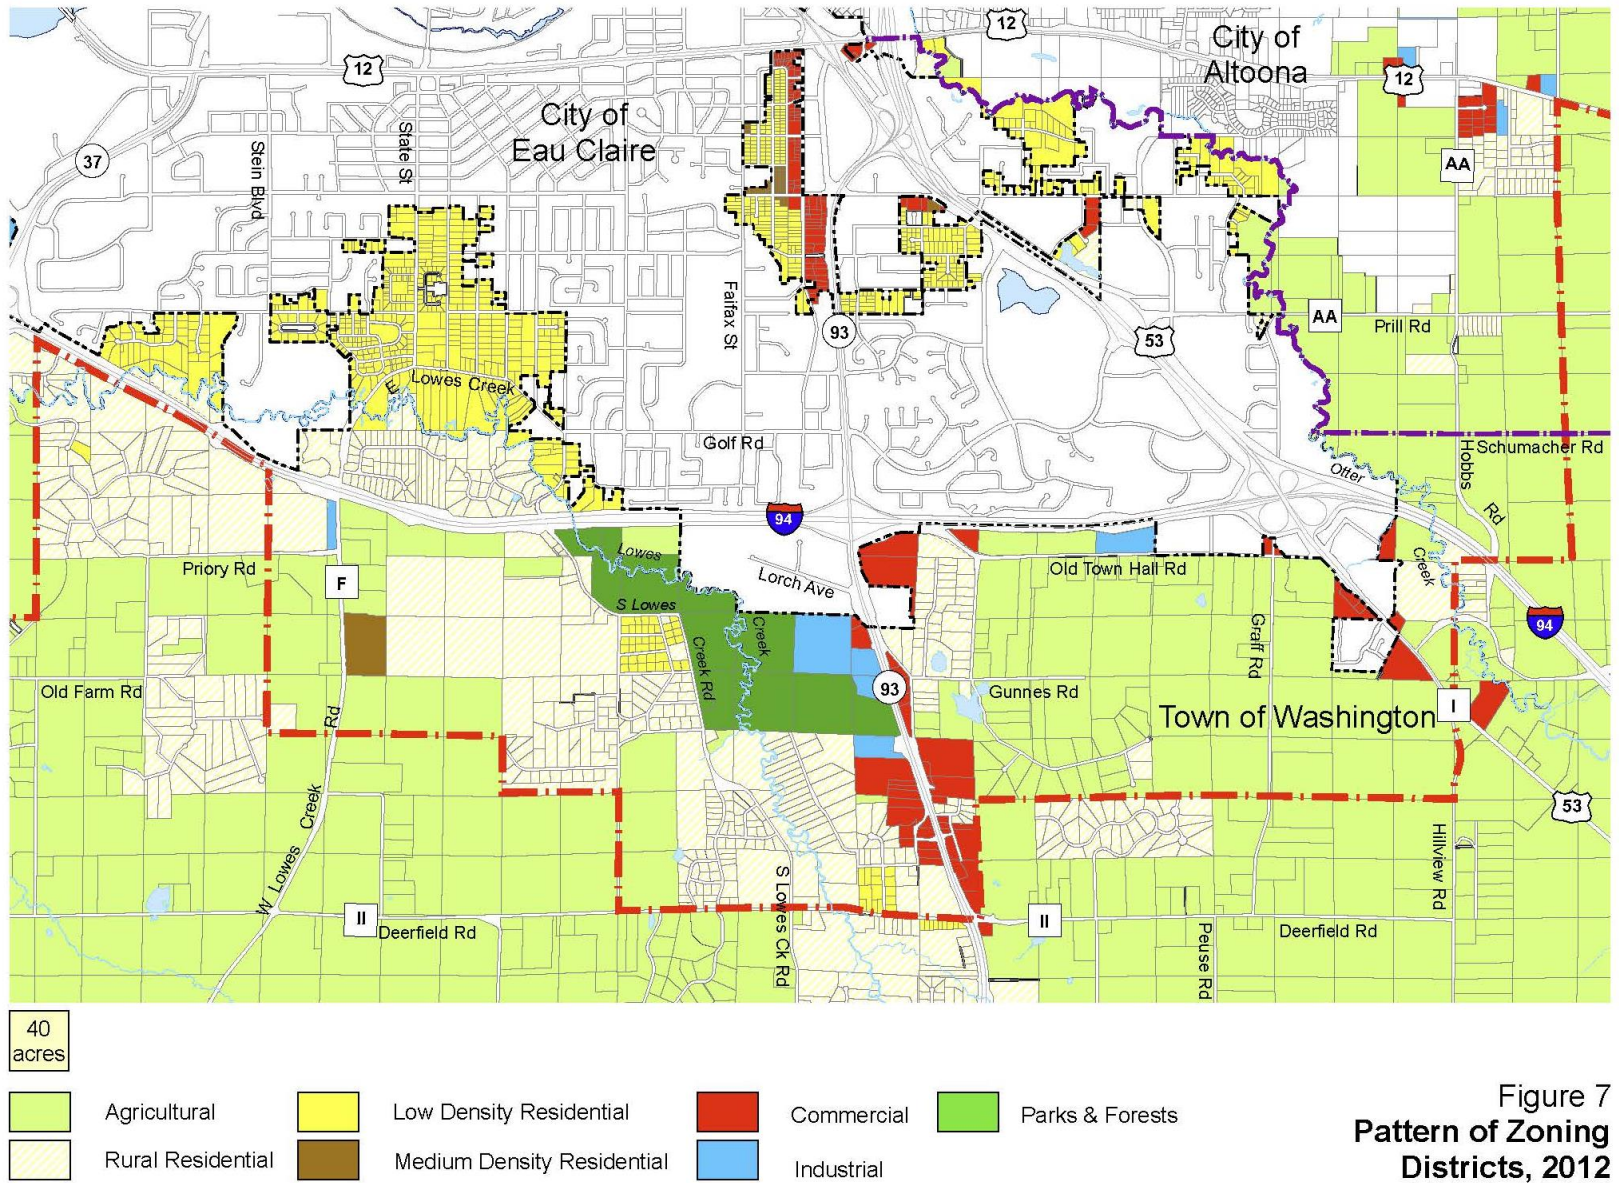 12
City of
Altoona
12
12
City of
Eau Claire
37
Stein Blvd
State St
AA
Fairfax St
93
53
AA
Prill Rd
Lowes Creek
Golf Rd
Schumacher Rd
Hobbs
Rd
Otter
Creek
94
Lowes
Creek
Lorch Ave
Old Town Hall Rd
Priory Rd
F
S Lowes
Creek Rd
94
Graff Rd
Old Farm Rd
93
Gunnes Rd
Town of Washington
I
53
W Lowes Creek Rd
S Lowes Ck Rd
Hillview Rd
II
Deerfield Rd
II
Peuse Rd
Deerfield Rd
40
acres
Agricultural
Low Density Residential
Commercial
Parks & Forests
Rural Residential
Medium Density Residential
Industrial
Figure 7
Pattern of Zoning
Districts, 2012